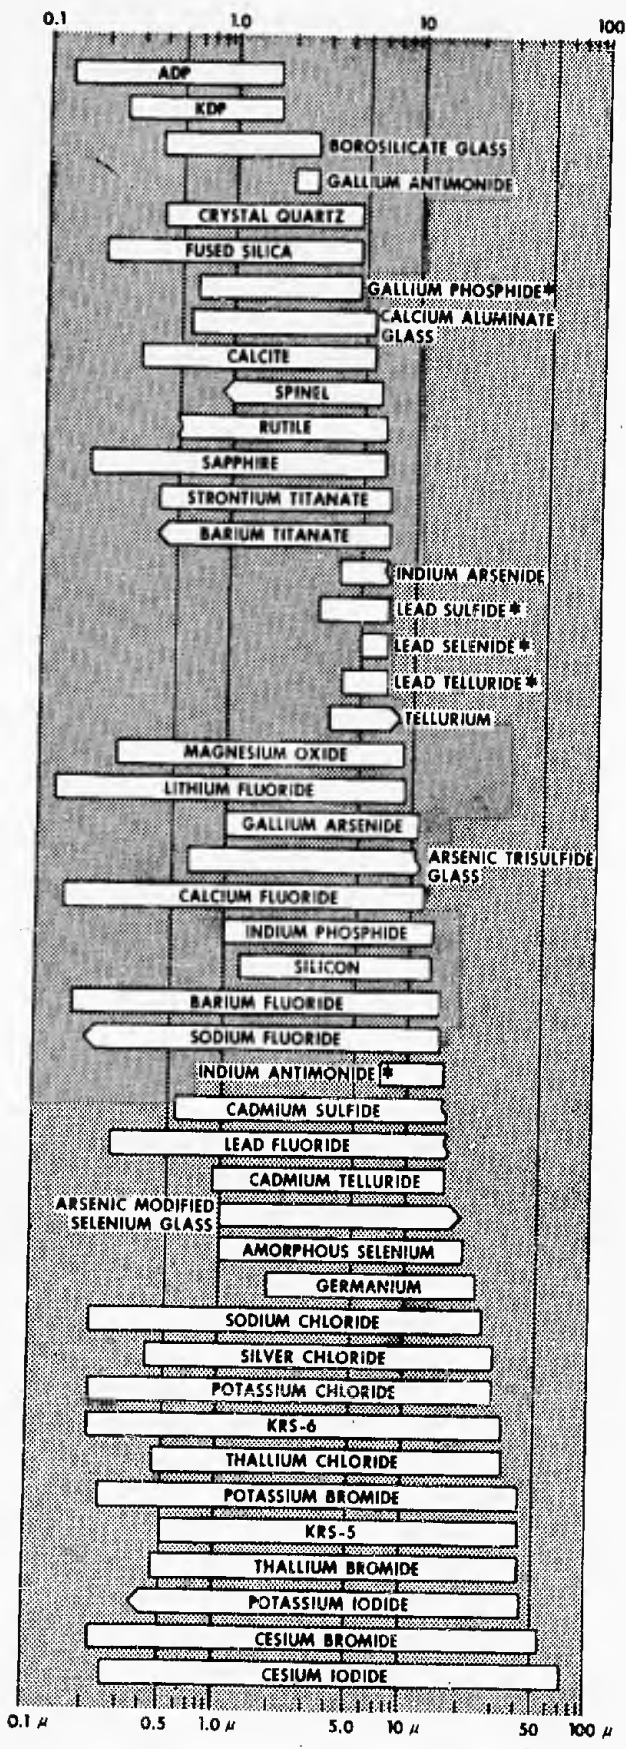 0.1 1.0 10 100
ADP
KDP
BOROSILICATE GLASS
GALLIUM ANTIMONIDE
CRYSTAL QUARTZ
FUSED SILICA
GALLIUM PHOSPHIDE*
CALCIUM ALUMINATE
GLASS
CALCITE
SPINEL
RUTILE
SAPPHIRE
STRONTIUM TITANATE
BARIUM TITANATE
INDIUM ARSENIDE
LEAD SULFIDE*
LEAD SELENIDE*
LEAD TELLURIDE*
TELLURIUM
MAGNESIUM OXIDE
LITHIUM FLUORIDE
GALLIUM ARSENIDE
ARSENIC TRISULFIDE
GLASS
CALCIUM FLUORIDE
INDIUM PHOSPHIDE
SILICON
BARIUM FLUORIDE
SODIUM FLUORIDE
INDIUM ANTIMONIDE*
CADMIUM SULFIDE
LEAD FLUORIDE
CADMIUM TELLURIDE
ARSENIC MODIFIED
SELENIUM GLASS
AMORPHOUS SELENIUM
GERMANIUM
SODIUM CHLORIDE
SILVER CHLORIDE
POTASSIUM CHLORIDE
KRS-6
THALLIUM CHLORIDE
POTASSIUM BROMIDE
KRS-5
THALLIUM BROMIDE
POTASSIUM IODIDE
CESIUM BROMIDE
CESIUM IODIDE
0.1 μ 0.5 1.0 μ 5.0 10 μ 50 100 μ